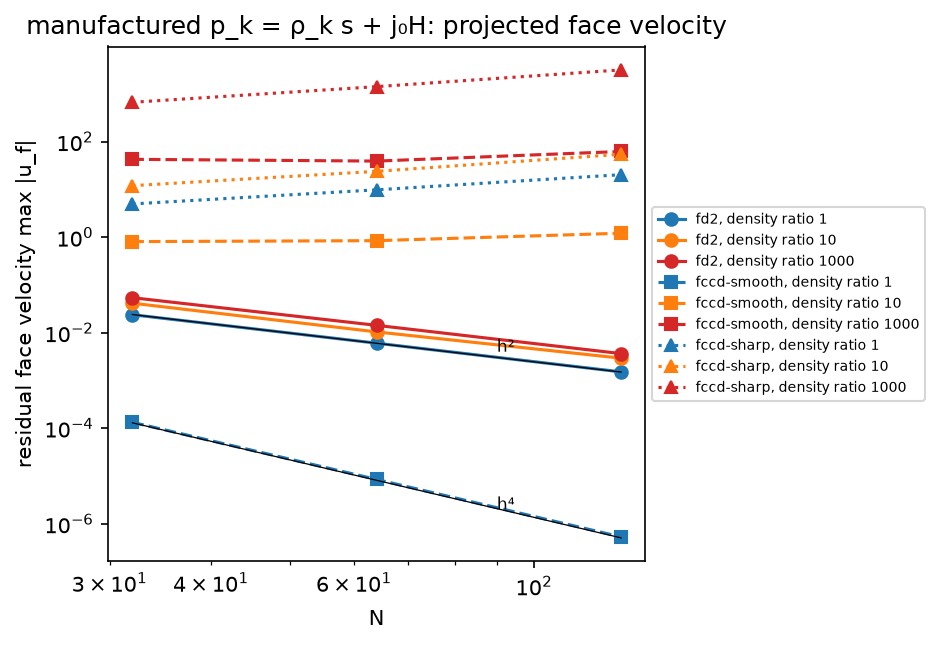 manufactured p_k = ρ_k s + j₀H: projected face velocity
residual face velocity max |u_f|
10²
10⁰
10⁻²
10⁻⁴
10⁻⁶
h²
h⁴
3 × 10¹
4 × 10¹
6 × 10¹
10²
N
fd2, density ratio 1
fd2, density ratio 10
fd2, density ratio 1000
fccd-smooth, density ratio 1
fccd-smooth, density ratio 10
fccd-smooth, density ratio 1000
fccd-sharp, density ratio 1
fccd-sharp, density ratio 10
fccd-sharp, density ratio 1000